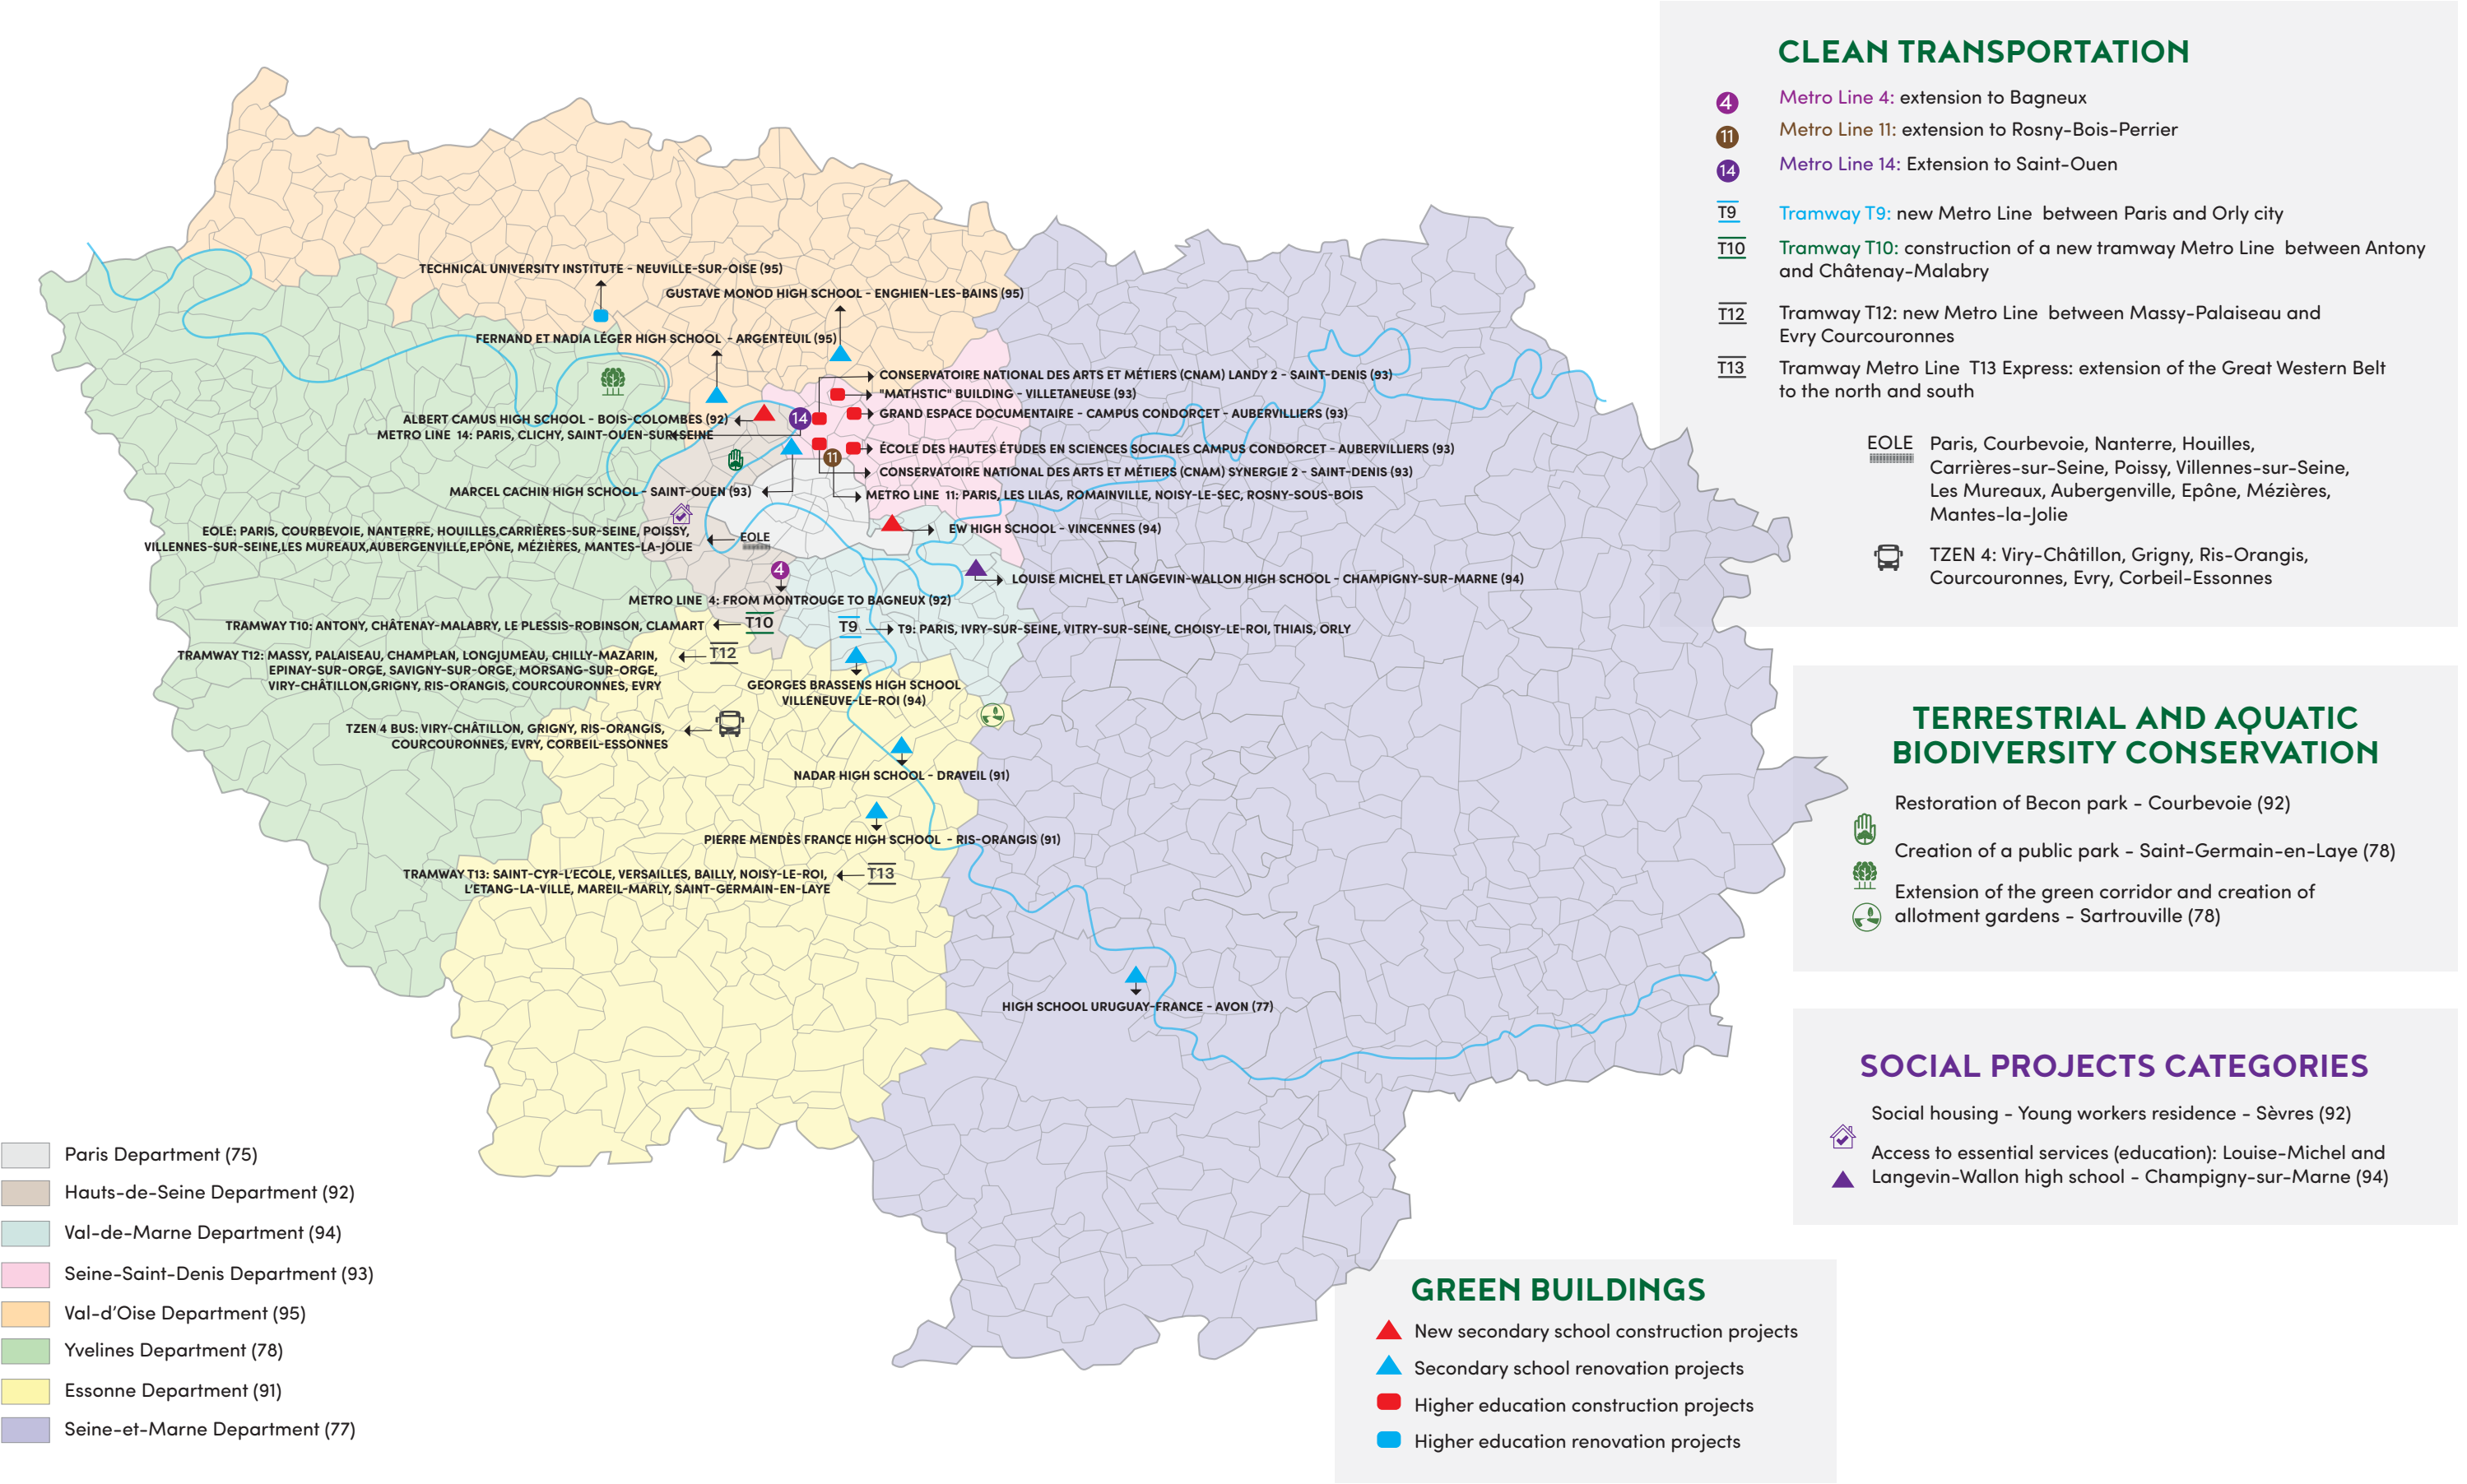 CLEAN TRANSPORTATION
4
Metro Line 4: extension to Bagneux
11
Metro Line 11: extension to Rosny-Bois-Perrier
14
Metro Line 14: Extension to Saint-Ouen
T9
Tramway T9: new Metro Line between Paris and Orly city
T10
Tramway T10: construction of a new tramway Metro Line between Antony
and Châtenay-Malabry
T12
Tramway T12: new Metro Line between Massy-Palaiseau and
Evry Courcouronnes
T13
Tramway Metro Line T13 Express: extension of the Great Western Belt
to the north and south
EOLE
Paris, Courbevoie, Nanterre, Houilles,
Carrières-sur-Seine, Poissy, Villennes-sur-Seine,
Les Mureaux, Aubergenville, Epône, Mézières,
Mantes-la-Jolie
TZEN 4: Viry-Châtillon, Grigny, Ris-Orangis,
Courcouronnes, Evry, Corbeil-Essonnes
TECHNICAL UNIVERSITY INSTITUTE - NEUVILLE-SUR-OISE (95)
GUSTAVE MONOD HIGH SCHOOL - ENGHIEN-LES-BAINS (95)
FERNAND ET NADIA LÉGER HIGH SCHOOL - ARGENTEUIL (95)
CONSERVATOIRE NATIONAL DES ARTS ET MÉTIERS (CNAM) LANDY 2 - SAINT-DENIS (93)
"MATHSTIC" BUILDING - VILLETANEUSE (93)
GRAND ESPACE DOCUMENTAIRE - CAMPUS CONDORCET - AUBERVILLIERS (93)
ALBERT CAMUS HIGH SCHOOL - BOIS-COLOMBES (92)
14
METRO LINE 14: PARIS, CLICHY, SAINT-OUEN-SUR-SEINE
ÉCOLE DES HAUTES ÉTUDES EN SCIENCES SOCIALES CAMPUS CONDORCET - AUBERVILLIERS (93)
11
CONSERVATOIRE NATIONAL DES ARTS ET MÉTIERS (CNAM) SYNERGIE 2 - SAINT-DENIS (93)
MARCEL CACHIN HIGH SCHOOL - SAINT-OUEN (93)
METRO LINE 11: PARIS, LES LILAS, ROMAINVILLE, NOISY-LE-SEC, ROSNY-SOUS-BOIS
EW HIGH SCHOOL - VINCENNES (94)
EOLE: PARIS, COURBEVOIE, NANTERRE, HOUILLES,CARRIÈRES-SUR-SEINE, POISSY,
VILLENNES-SUR-SEINE,LES MUREAUX,AUBERGENVILLE,EPÔNE, MÉZIÈRES, MANTES-LA-JOLIE
EOLE
4
LOUISE MICHEL ET LANGEVIN-WALLON HIGH SCHOOL - CHAMPIGNY-SUR-MARNE (94)
METRO LINE 4: FROM MONTROUGE TO BAGNEUX (92)
TRAMWAY T10: ANTONY, CHÂTENAY-MALABRY, LE PLESSIS-ROBINSON, CLAMART
T10
T9
T9: PARIS, IVRY-SUR-SEINE, VITRY-SUR-SEINE, CHOISY-LE-ROI, THIAIS, ORLY
TRAMWAY T12: MASSY, PALAISEAU, CHAMPLAN, LONGJUMEAU, CHILLY-MAZARIN,
EPINAY-SUR-ORGE, SAVIGNY-SUR-ORGE, MORSANG-SUR-ORGE,
VIRY-CHÂTILLON,GRIGNY, RIS-ORANGIS, COURCOURONNES, EVRY
T12
GEORGES BRASSENS HIGH SCHOOL
VILLENEUVE-LE-ROI (94)
TZEN 4 BUS: VIRY-CHÂTILLON, GRIGNY, RIS-ORANGIS,
COURCOURONNES, EVRY, CORBEIL-ESSONNES
NADAR HIGH SCHOOL - DRAVEIL (91)
PIERRE MENDÈS FRANCE HIGH SCHOOL - RIS-ORANGIS (91)
TRAMWAY T13: SAINT-CYR-L'ECOLE, VERSAILLES, BAILLY, NOISY-LE-ROI,
L'ETANG-LA-VILLE, MAREIL-MARLY, SAINT-GERMAIN-EN-LAYE
T13
HIGH SCHOOL URUGUAY-FRANCE - AVON (77)
TERRESTRIAL AND AQUATIC
BIODIVERSITY CONSERVATION
Restoration of Becon park - Courbevoie (92)
Creation of a public park - Saint-Germain-en-Laye (78)
Extension of the green corridor and creation of
allotment gardens - Sartrouville (78)
SOCIAL PROJECTS CATEGORIES
Social housing - Young workers residence - Sèvres (92)
Access to essential services (education): Louise-Michel and
Langevin-Wallon high school - Champigny-sur-Marne (94)
Paris Department (75)
Hauts-de-Seine Department (92)
Val-de-Marne Department (94)
Seine-Saint-Denis Department (93)
Val-d'Oise Department (95)
Yvelines Department (78)
Essonne Department (91)
Seine-et-Marne Department (77)
GREEN BUILDINGS
New secondary school construction projects
Secondary school renovation projects
Higher education construction projects
Higher education renovation projects